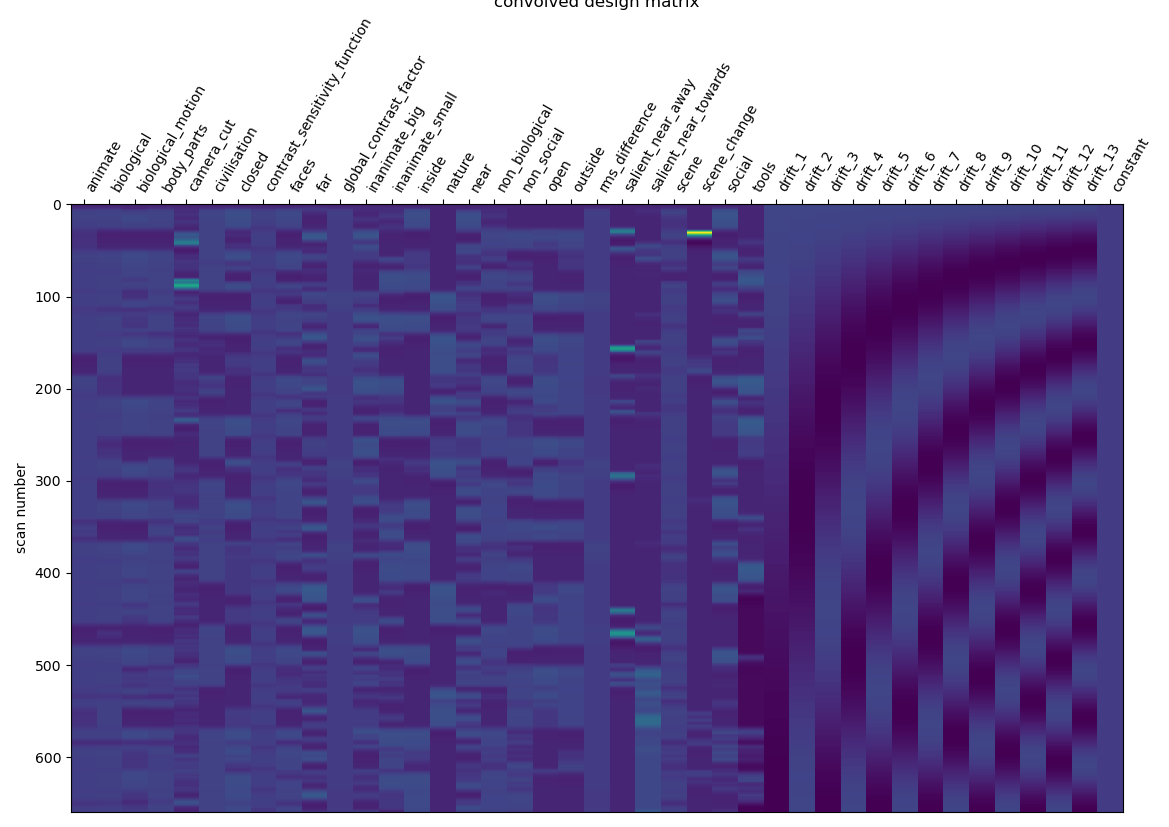 convolved design matrix
animate
biological
biological_motion
body_parts
camera_cut
civilisation
closed
contrast_sensitivity_function
faces
far
global_contrast_factor
inanimate_big
inanimate_small
inside
nature
near
non_biological
non_social
open
outside
rms_difference
salient_near_away
salient_near_towards
scene
scene_change
social
tools
drift_1
drift_2
drift_3
drift_4
drift_5
drift_6
drift_7
drift_8
drift_9
drift_10
drift_11
drift_12
drift_13
constant
0
100
200
300
400
500
600
scan number